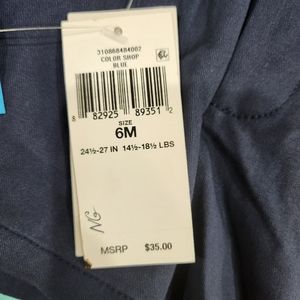 310868484002
COLOR SHOP
BLUE
8 82925 89351 2
SIZE
6M
24½-27 IN 14½-18½ LBS
MSRP $35.00